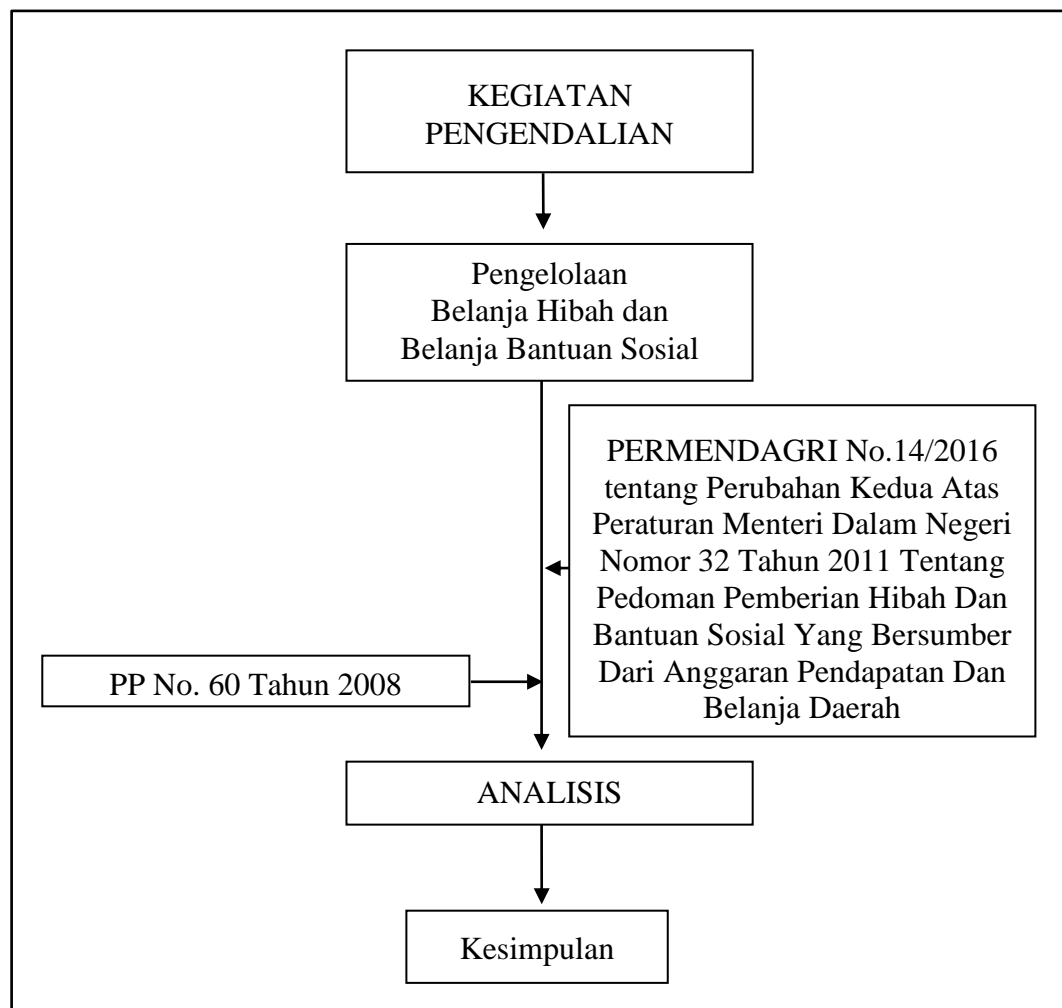 KEGIATAN
PENGENDALIAN
Pengelolaan
Belanja Hibah dan
Belanja Bantuan Sosial
PERMENDAGRI No.14/2016
tentang Perubahan Kedua Atas
Peraturan Menteri Dalam Negeri
Nomor 32 Tahun 2011 Tentang
Pedoman Pemberian Hibah Dan
Bantuan Sosial Yang Bersumber
Dari Anggaran Pendapatan Dan
Belanja Daerah
PP No. 60 Tahun 2008
ANALISIS
Kesimpulan